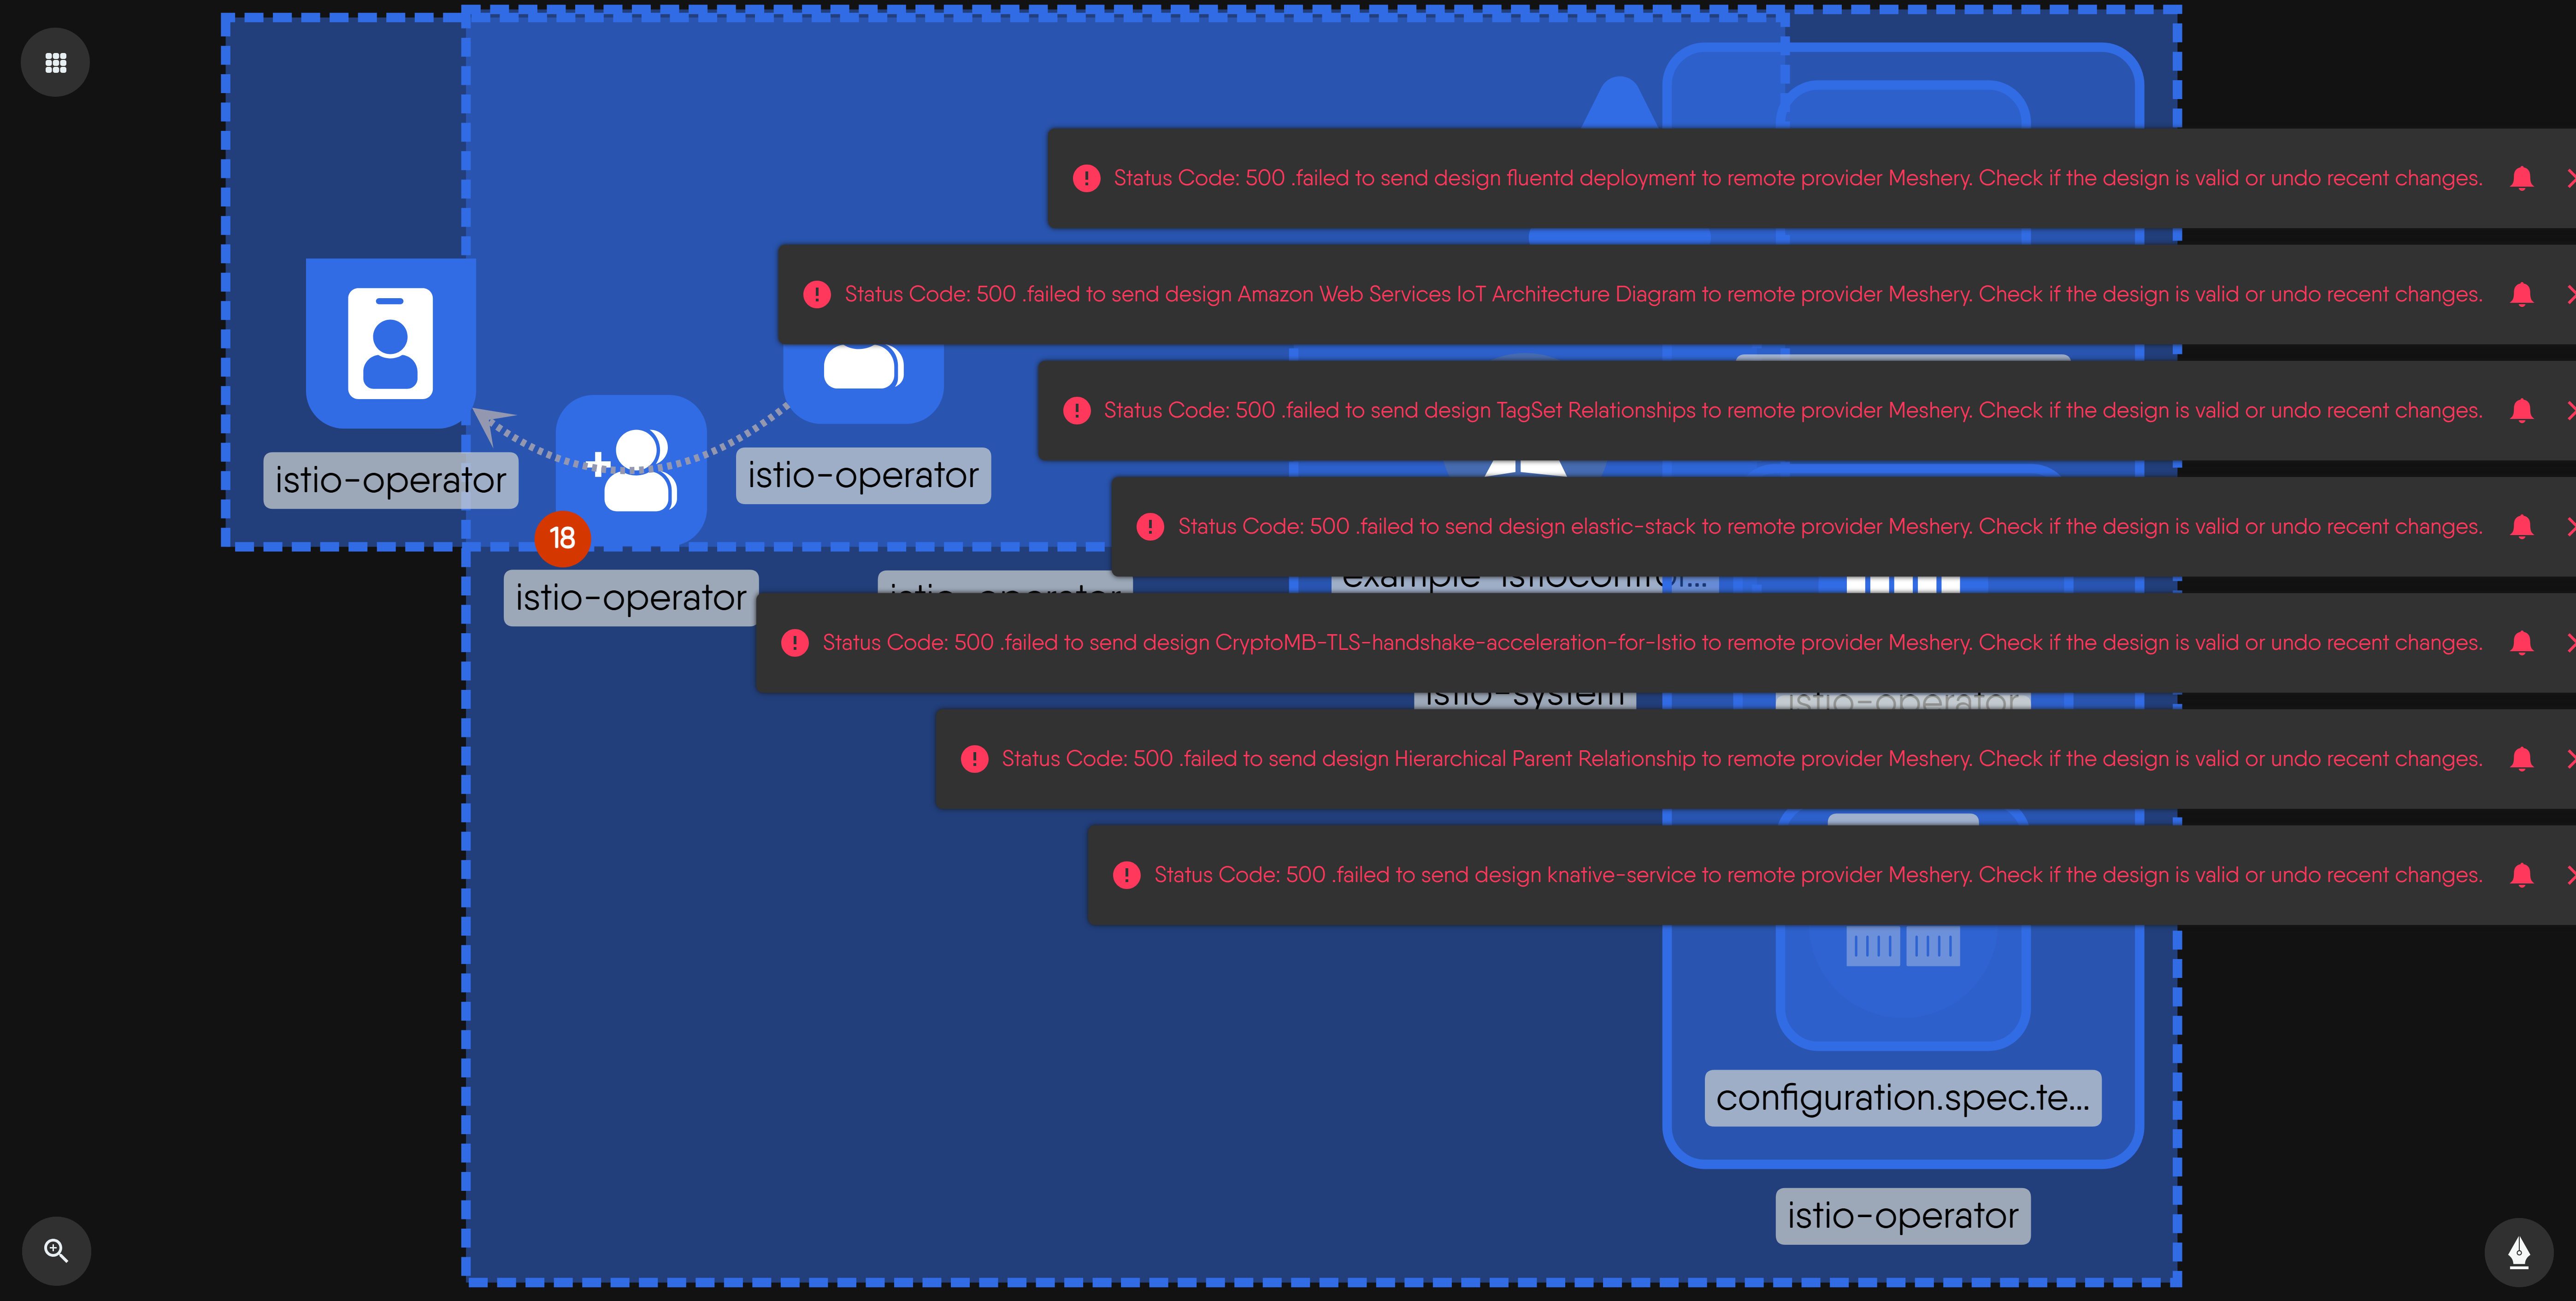 Status Code: 500 .failed to send design fluentd deployment to remote provider Meshery. Check if the design is valid or undo recent changes.
Status Code: 500 .failed to send design Amazon Web Services IoT Architecture Diagram to remote provider Meshery. Check if the design is valid or undo recent changes.
Status Code: 500 .failed to send design TagSet Relationships to remote provider Meshery. Check if the design is valid or undo recent changes.
istio-operator
istio-operator
Status Code: 500 .failed to send design elastic-stack to remote provider Meshery. Check if the design is valid or undo recent changes.
18
example-istiocontrol...
istio-operator
istio-operator
Status Code: 500 .failed to send design CryptoMB-TLS-handshake-acceleration-for-Istio to remote provider Meshery. Check if the design is valid or undo recent changes.
istio-system
istio-operator
Status Code: 500 .failed to send design Hierarchical Parent Relationship to remote provider Meshery. Check if the design is valid or undo recent changes.
Status Code: 500 .failed to send design knative-service to remote provider Meshery. Check if the design is valid or undo recent changes.
configuration.spec.te...
istio-operator